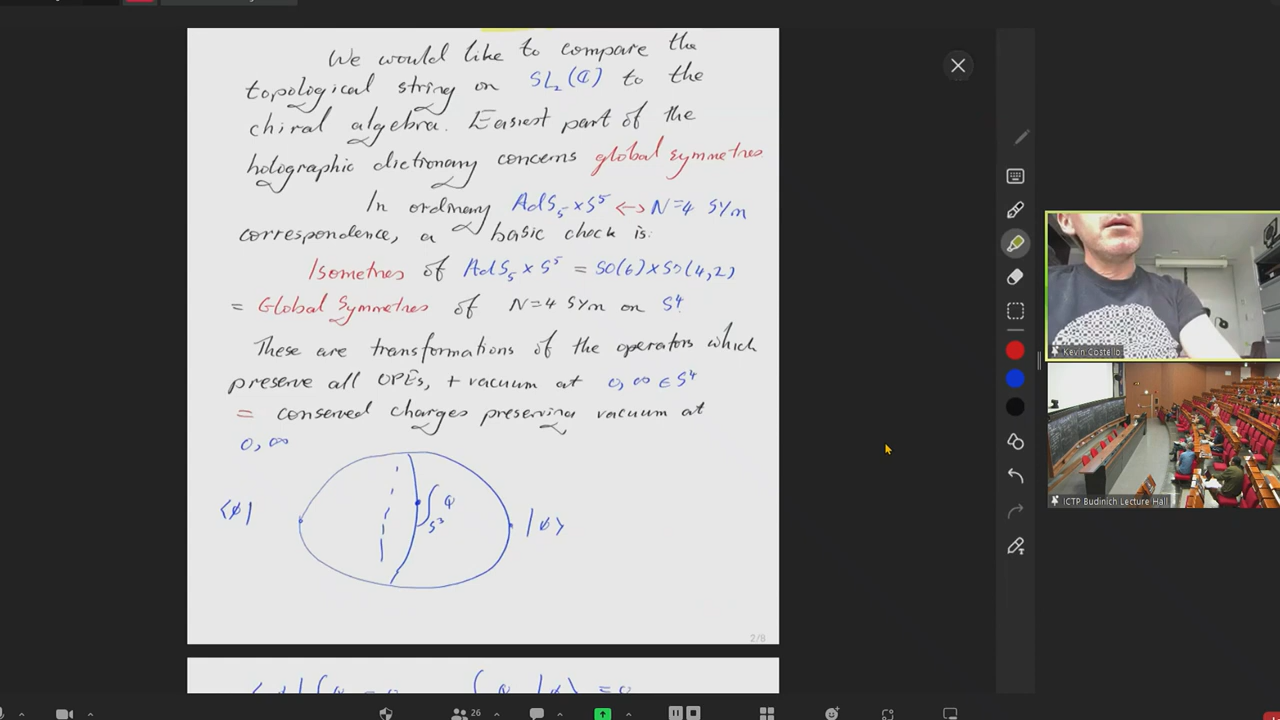 We would like to compare the
topological string on SL₂(ℂ) to the
chiral algebra. Easiest part of the
holographic dictionary concerns global symmetries.
In ordinary AdS₅ × S⁵ ↔ N=4 SYM
correspondence, a basic check is:
Isometries of AdS₅ × S⁵ = SO(6) × SO(4,2)
= Global Symmetries of N=4 SYM on S⁴.
These are transformations of the operators which
preserve all OPEs, + vacuum at 0, ∞ ∈ S⁴
= conserved charges preserving vacuum at
0, ∞
⟨∅| ∫ Q S³ |∅⟩
2/8
Kevin Costello
ICTP Budinich Lecture Hall
26